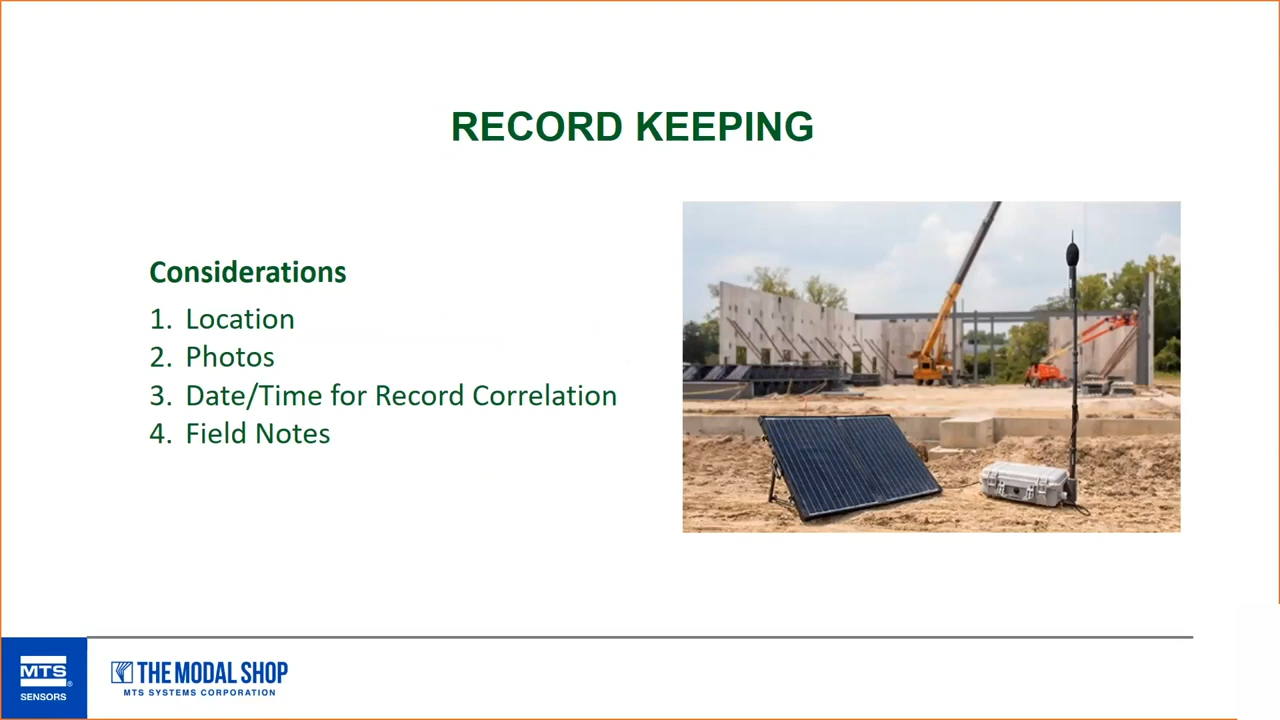 RECORD KEEPING
Considerations
1. Location
2. Photos
3. Date/Time for Record Correlation
4. Field Notes
MTS®
SENSORS
THE MODAL SHOP
MTS SYSTEMS CORPORATION